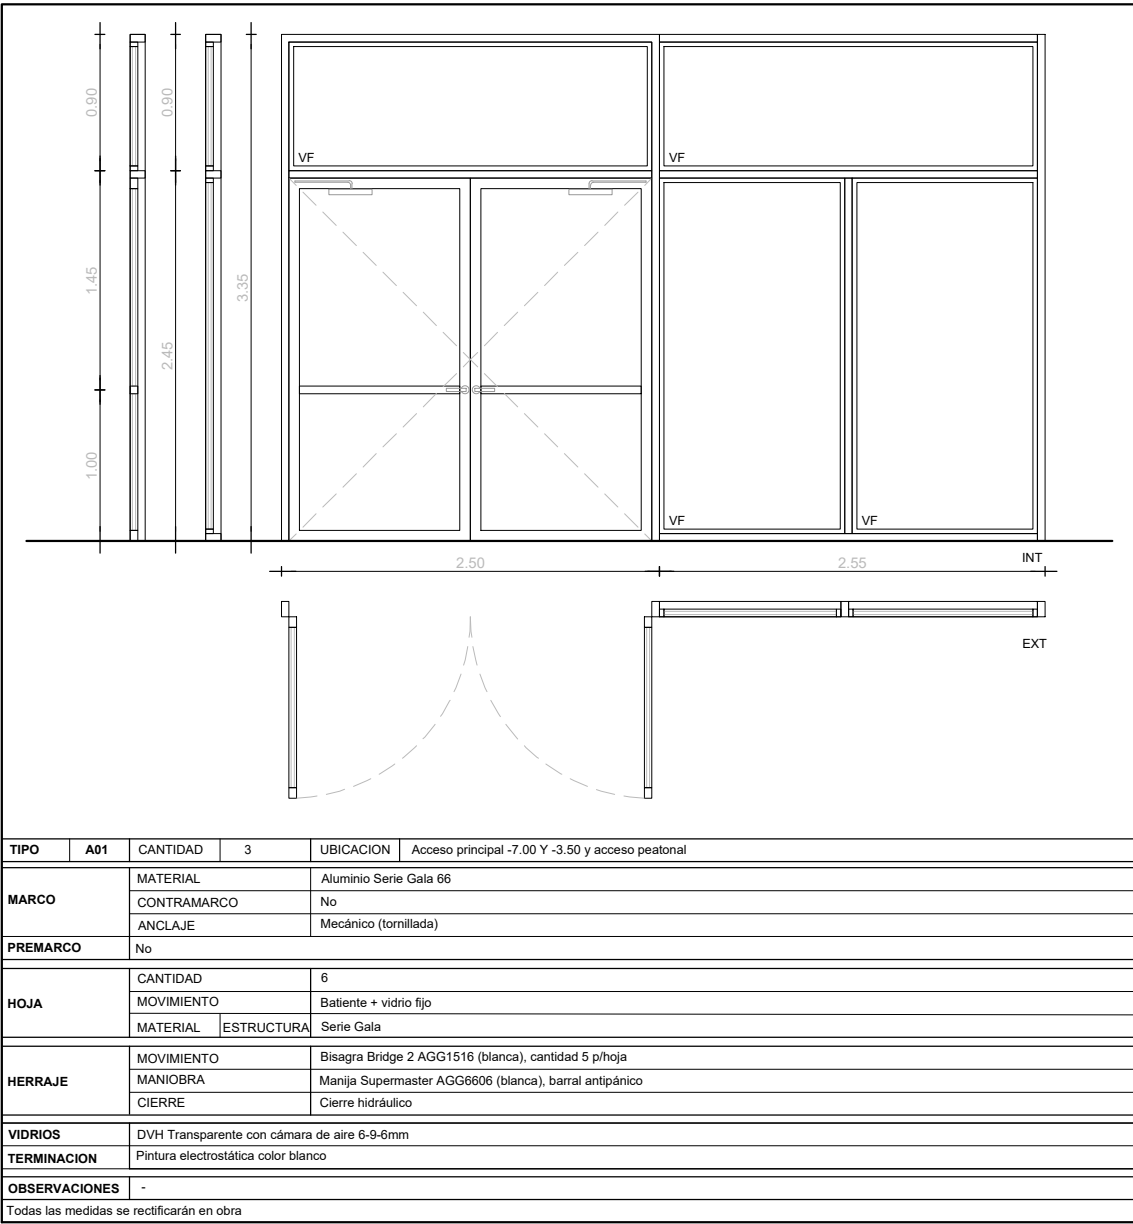 0.90
0.90
VF
VF
1.45
3.35
2.45
1.00
VF
VF
2.50
2.55
INT
EXT
TIPO A01 CANTIDAD 3 UBICACION Acceso principal -7.00 Y -3.50 y acceso peatonal
MARCO
MATERIAL Aluminio Serie Gala 66
CONTRAMARCO No
ANCLAJE Mecánico (tornillada)
PREMARCO No
HOJA
CANTIDAD 6
MOVIMIENTO Batiente + vidrio fijo
MATERIAL ESTRUCTURA Serie Gala
HERRAJE
MOVIMIENTO Bisagra Bridge 2 AGG1516 (blanca), cantidad 5 p/hoja
MANIOBRA Manija Supermaster AGG6606 (blanca), barral antipánico
CIERRE Cierre hidráulico
VIDRIOS DVH Transparente con cámara de aire 6-9-6mm
TERMINACION Pintura electrostática color blanco
OBSERVACIONES -
Todas las medidas se rectificarán en obra